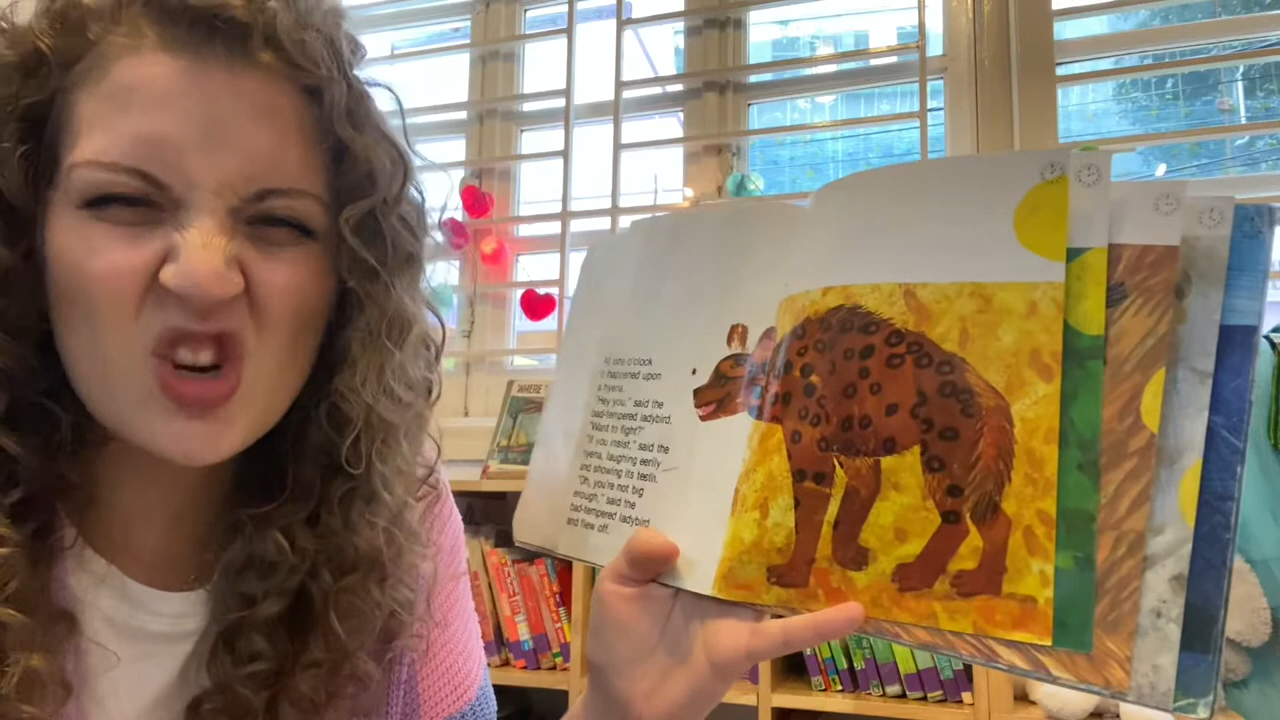 At nine o'clock
it happened upon
a hyena.
"Hey you," said the
bad-tempered ladybird.
"Want to fight?"
"If you insist," said the
hyena, laughing eerily
and showing its teeth.
"Oh, you're not big
enough," said the
bad-tempered ladybird
and flew off.
WHERE